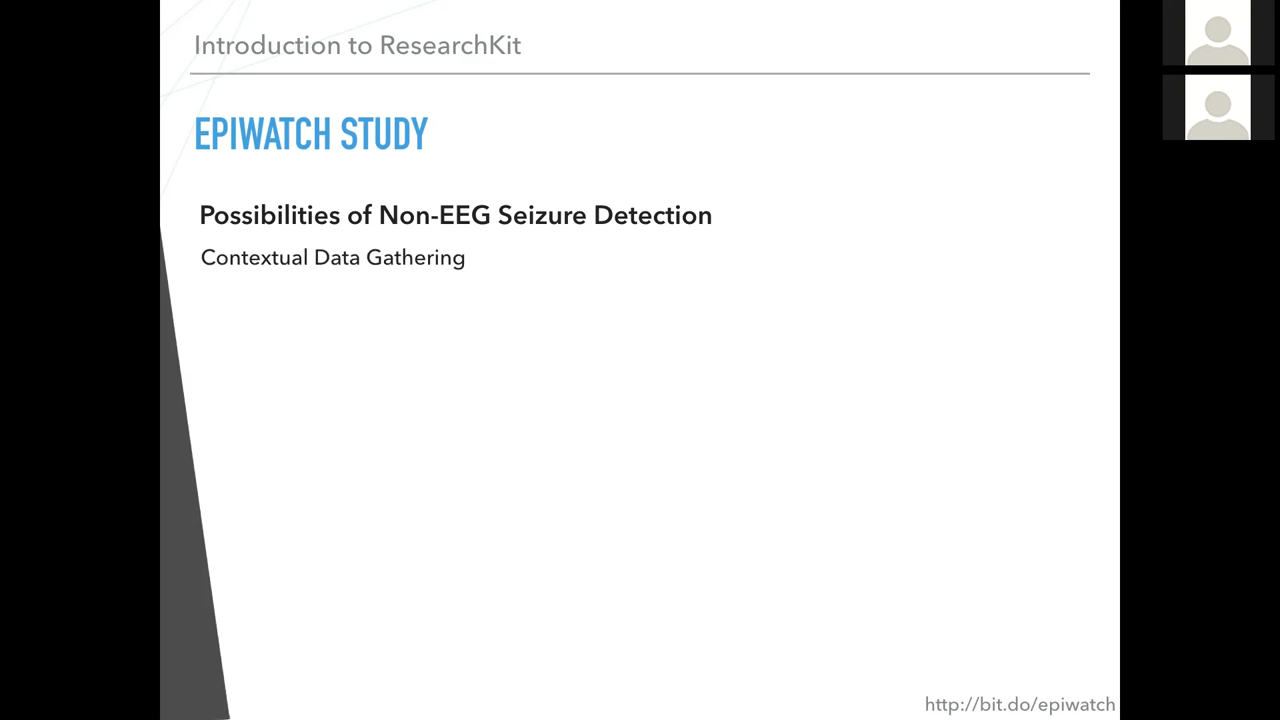 Introduction to ResearchKit
EPIWATCH STUDY
Possibilities of Non-EEG Seizure Detection
Contextual Data Gathering
http://bit.do/epiwatch